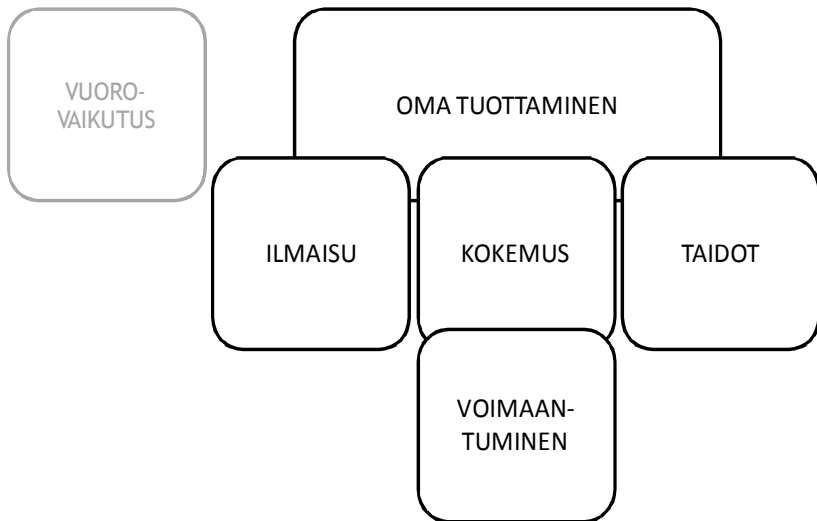 VUORO-
VAIKUTUS
OMA TUOTTAMINEN
ILMAISU
KOKEMUS
TAIDOT
VOIMAAN-
TUMINEN